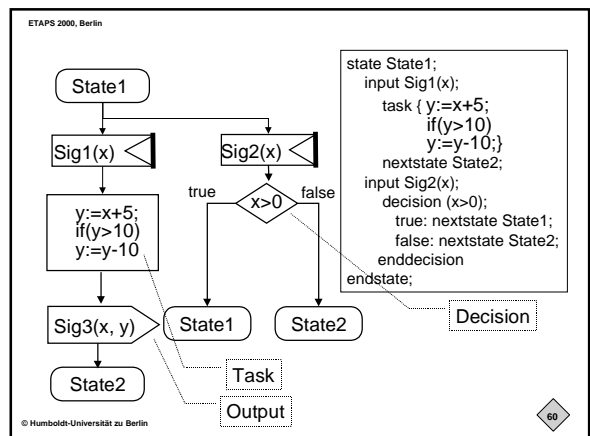 ETAPS 2000, Berlin
State1
Sig1(x)
Sig2(x)
true
false
x>0
y:=x+5;
if(y>10)
y:=y-10
Sig3(x, y)
State1
State2
State2
state State1;
input Sig1(x);
task { y:=x+5;
if(y>10)
y:=y-10;}
nextstate State2;
input Sig2(x);
decision (x>0);
true: nextstate State1;
false: nextstate State2;
enddecision
endstate;
Decision
Task
Output
© Humboldt-Universität zu Berlin
60